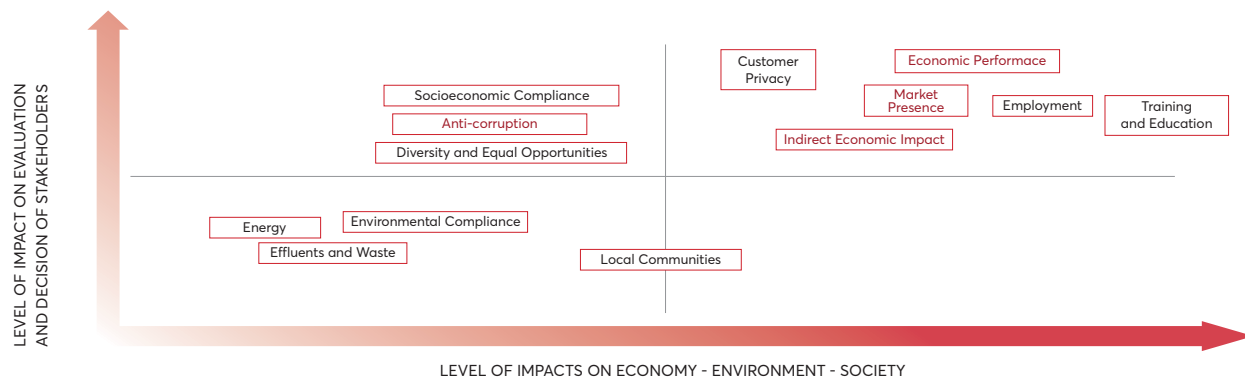 LEVEL OF IMPACT ON EVALUATION
AND DECISION OF STAKEHOLDERS
Customer
Privacy
Economic Performace
Socioeconomic Compliance
Market
Presence
Employment
Training
and Education
Anti-corruption
Indirect Economic Impact
Diversity and Equal Opportunities
Energy
Environmental Compliance
Effluents and Waste
Local Communities
LEVEL OF IMPACTS ON ECONOMY - ENVIRONMENT - SOCIETY